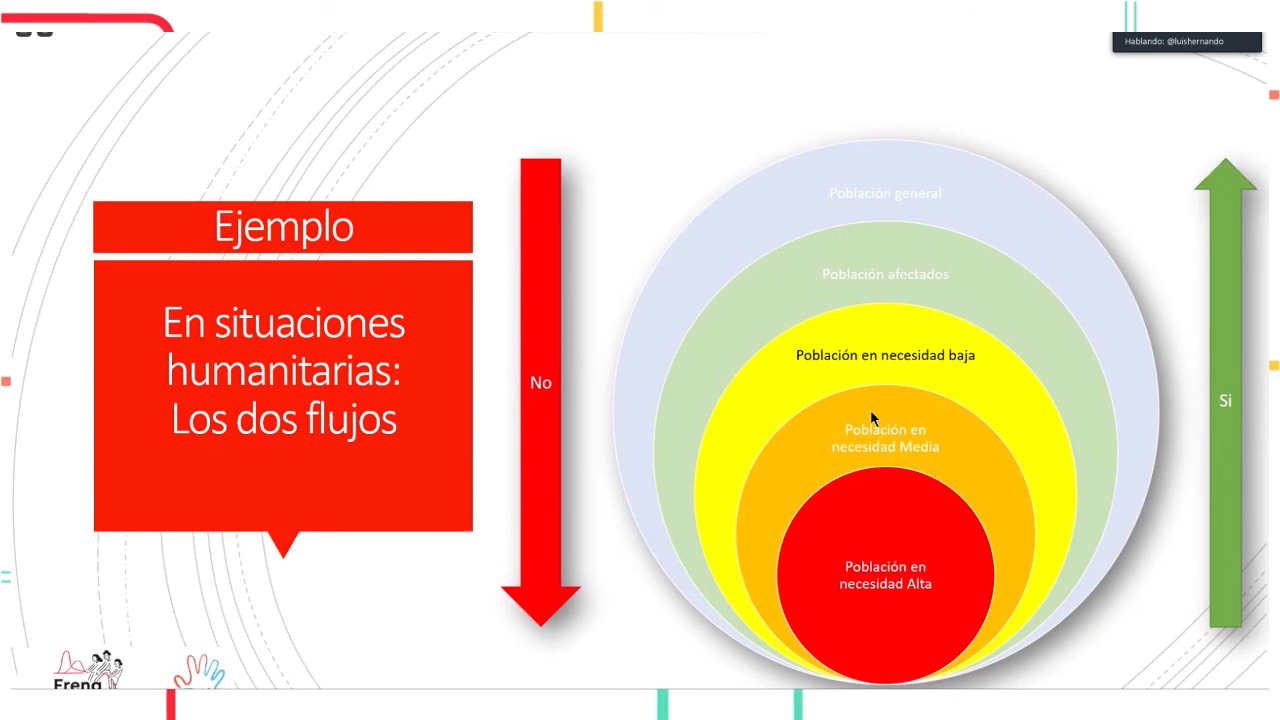 Hablando: @luishernando
Ejemplo
En situaciones
humanitarias:
Los dos flujos
No
Población general
Población afectados
Población en necesidad baja
Población en
necesidad Media
Población en
necesidad Alta
Si